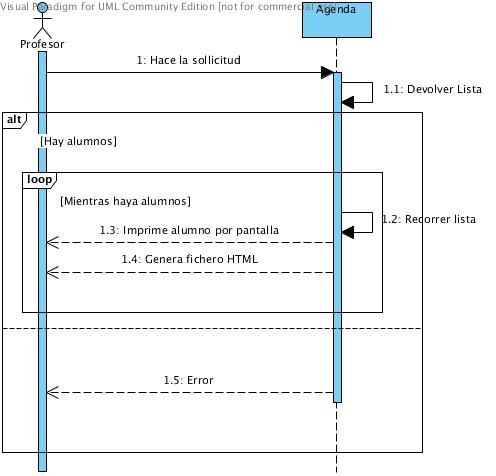 Visual Paradigm for UML Community Edition [not for commercial use]
Agenda
Profesor
1: Hace la sollicitud
1.1: Devolver Lista
alt
[Hay alumnos]
loop
[Mientras haya alumnos]
1.2: Recorrer lista
1.3: Imprime alumno por pantalla
1.4: Genera fichero HTML
1.5: Error